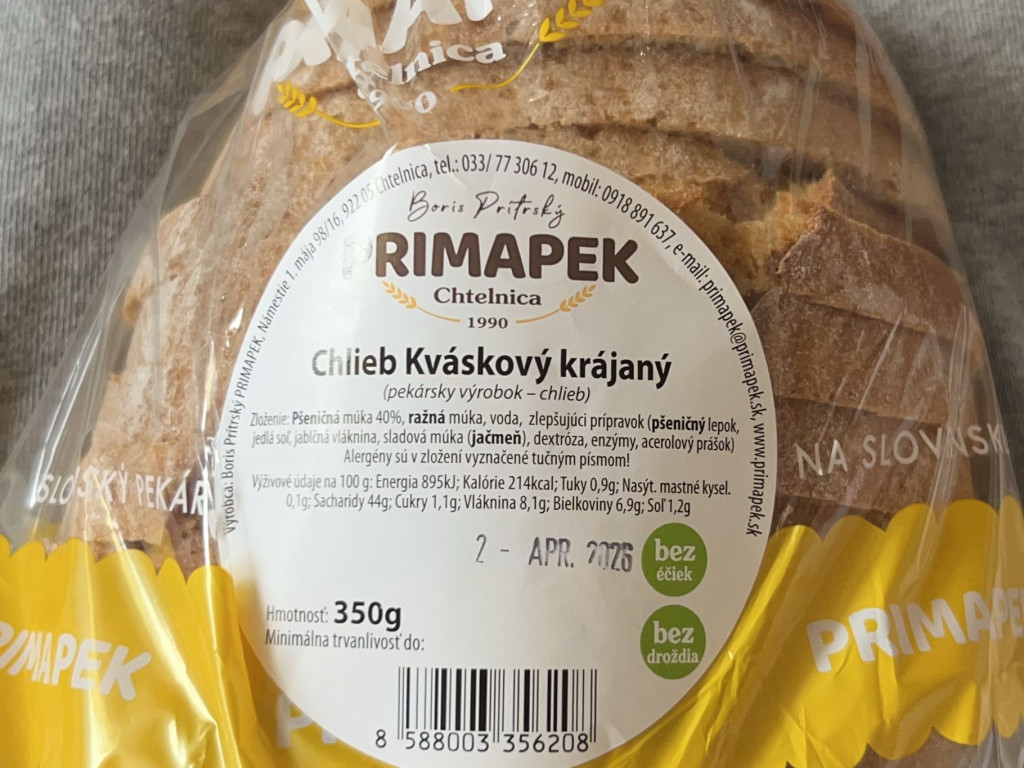 Chtelnica
Výrobca: Boris Prítrský PRIMAPEK, Námestie 1. mája 98/16, 922 05 Chtelnica, tel.: 033/ 77 306 12, mobil: 0918 891 637, e-mail: primapek@primapek.sk, www.primapek.sk
Boris Prítrský
PRIMAPEK
Chtelnica
1990
Chlieb Kváskový krájaný
(pekársky výrobok – chlieb)
Zloženie: Pšeničná múka 40%, ražná múka, voda, zlepšujúci prípravok (pšeničný lepok,
jedlá soľ, jabĺčná vláknina, sladová múka (jačmeň), dextróza, enzýmy, acerolový prášok)
Alergény sú v zložení vyznačené tučným písmom!
Výživové údaje na 100 g: Energia 895kJ; Kalórie 214kcal; Tuky 0,9g; Nasýt. mastné kysel.
0,1g; Sacharidy 44g; Cukry 1,1g; Vláknina 8,1g; Bielkoviny 6,9g; Soľ 1,2g
2 - APR. 2026
bez
éčiek
Hmotnosť: 350g
Minimálna trvanlivosť do:
bez
droždia
8 588003 356208
NA
PRIMAPEK
PRIMAPEK